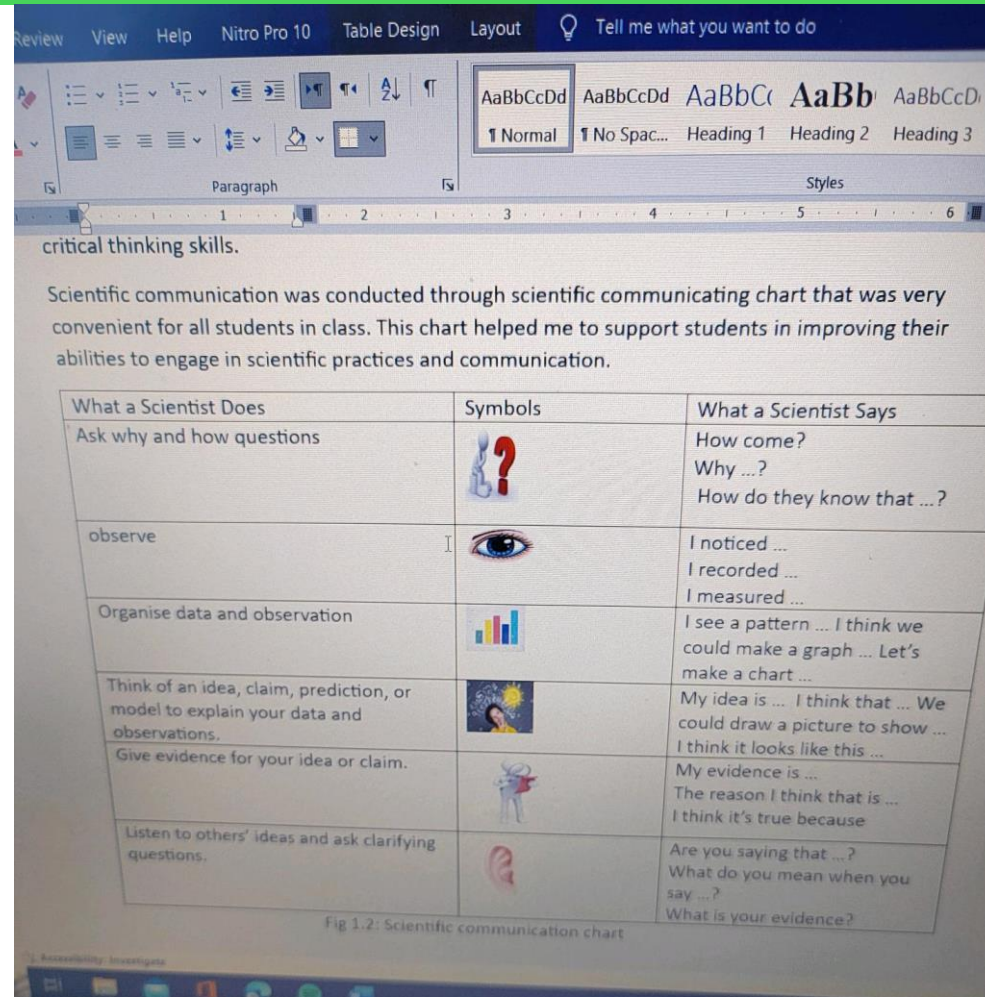 Review View Help Nitro Pro 10 Table Design Layout Tell me what you want to do
AaBbCcDd AaBbCcDd AaBbC AaBb AaBbCcD
¶ Normal ¶ No Spac... Heading 1 Heading 2 Heading 3
Paragraph Styles
1 2 3 4 5 6
critical thinking skills.
Scientific communication was conducted through scientific communicating chart that was very
convenient for all students in class. This chart helped me to support students in improving their
abilities to engage in scientific practices and communication.
What a Scientist Does Symbols What a Scientist Says
Ask why and how questions
How come?
Why ...?
How do they know that ...?
observe
I noticed ...
I recorded ...
I measured ...
Organise data and observation
I see a pattern ... I think we
could make a graph ... Let's
make a chart ...
Think of an idea, claim, prediction, or
model to explain your data and
observations.
My idea is ... I think that ... We
could draw a picture to show ...
I think it looks like this ...
Give evidence for your idea or claim.
My evidence is ...
The reason I think that is ...
I think it's true because
Listen to others' ideas and ask clarifying
questions.
Are you saying that ...?
What do you mean when you
say ...?
What is your evidence?
Fig 1.2: Scientific communication chart
Accessibility: Investigate